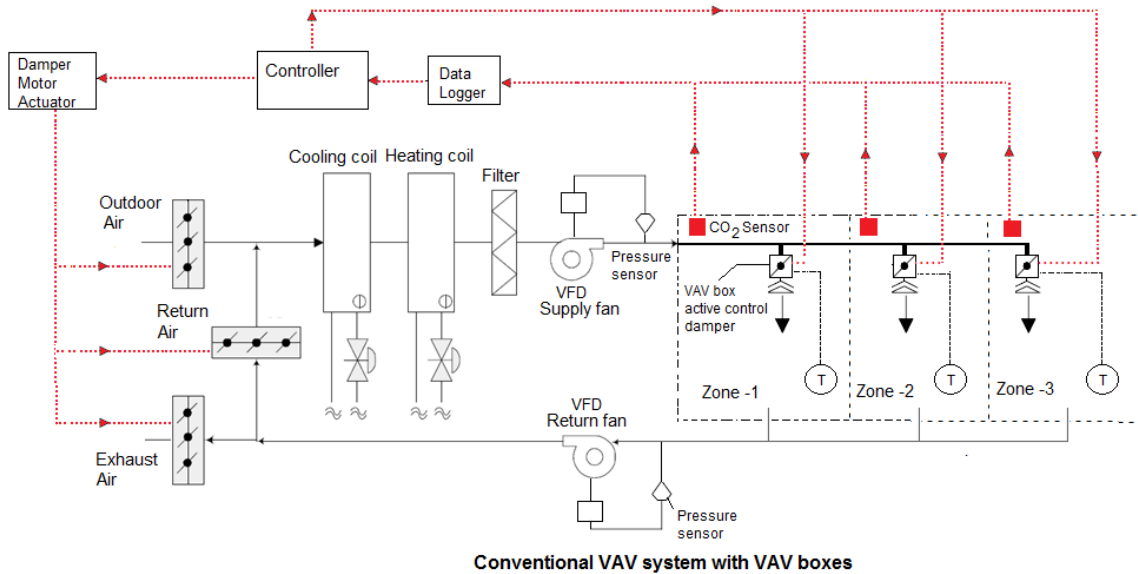 Damper
Motor
Actuator
Controller
Data
Logger
Cooling coil
Heating coil
Filter
Outdoor
Air
CO2 Sensor
Pressure
sensor
VFD
Supply fan
VAV box
active control
damper
Return
Air
T
T
T
Zone -1
Zone -2
Zone -3
VFD
Return fan
Exhaust
Air
Pressure
sensor
Conventional VAV system with VAV boxes